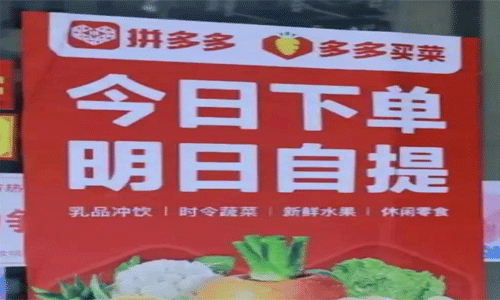 拼多多 多多买菜
今日下单
明日自提
乳品冲饮 | 时令蔬菜 | 新鲜水果 | 休闲零食